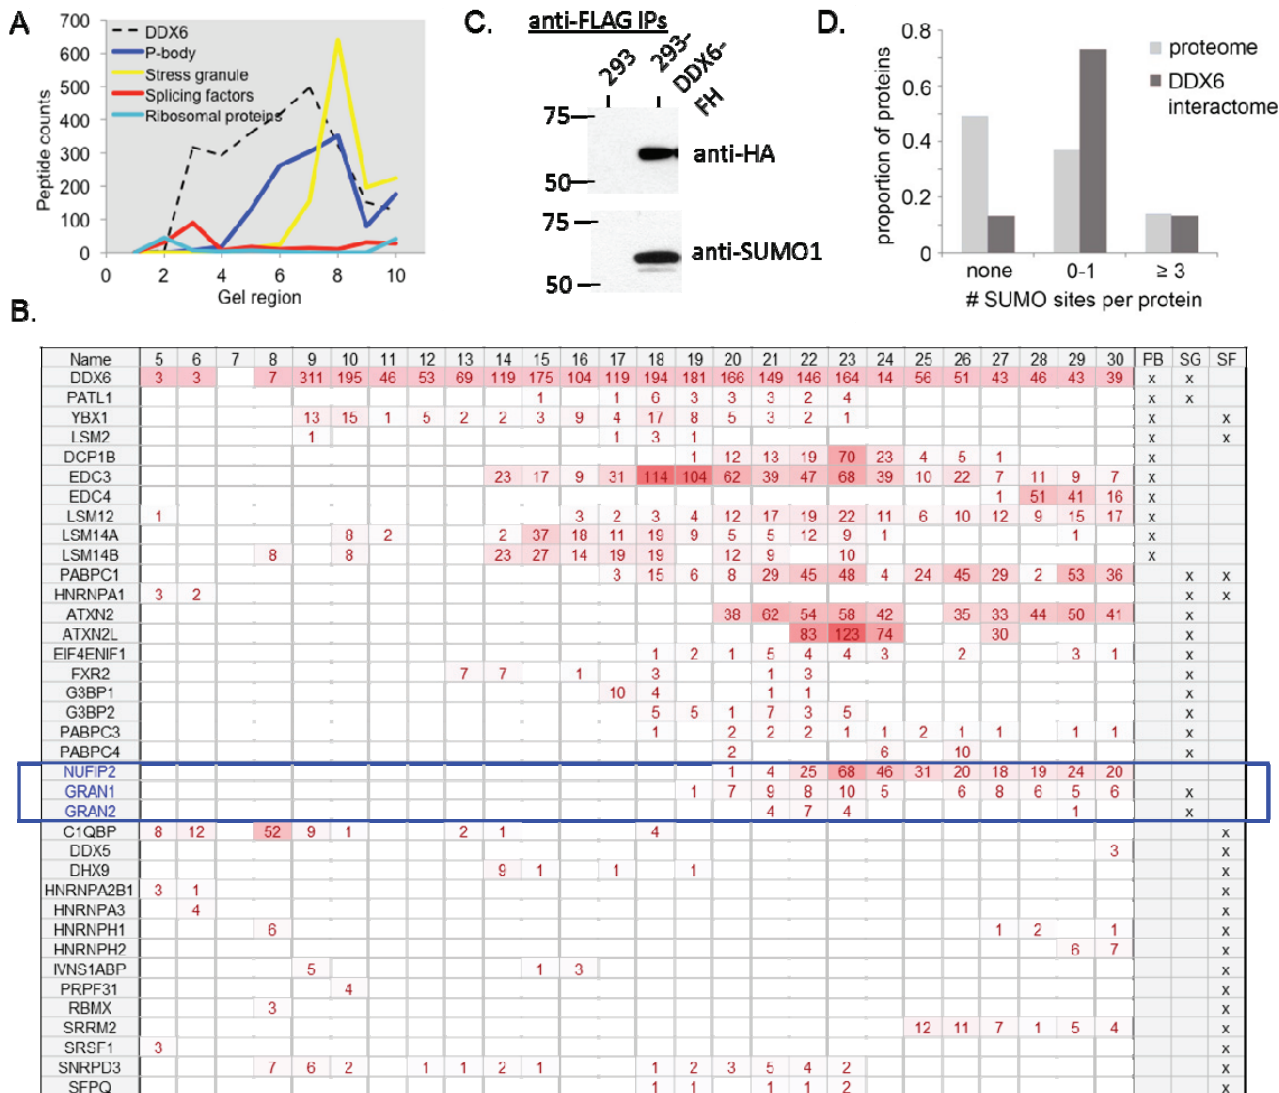 A
700
600
500
400
300
200
100
0
Peptide counts
DDX6
P-body
Stress granule
Splicing factors
Ribosomal proteins
0 2 4 6 8 10
Gel region
C.
anti-FLAG IPs
293
293-DDX6-FH
75
50
anti-HA
75
50
anti-SUMO1
D.
0.8
0.6
0.4
0.2
0
proportion of proteins
proteome
DDX6
interactome
none 0-1 ≥ 3
# SUMO sites per protein
B.
Name 5 6 7 8 9 10 11 12 13 14 15 16 17 18 19 20 21 22 23 24 25 26 27 28 29 30 PB SG SF
DDX6 3 3 7 311 195 46 53 69 119 175 104 119 194 181 166 149 146 164 14 56 51 43 46 43 39 x x
PATL1 1 1 6 3 3 3 2 4 x x
YBX1 13 15 1 5 2 2 3 9 4 17 8 5 3 2 1 x x
LSM2 1 1 3 1 x x
DCP1B 1 12 13 19 70 23 4 5 1 x
EDC3 23 17 9 31 114 104 62 39 47 68 39 10 22 7 11 9 7 x
EDC4 1 51 41 16 x
LSM12 1 3 2 3 4 12 17 19 22 11 6 10 12 9 15 17 x
LSM14A 8 2 2 37 18 11 19 9 5 5 12 9 1 1 x
LSM14B 8 8 23 27 14 19 19 12 9 10 x
PABPC1 3 15 6 8 29 45 48 4 24 45 29 2 53 36 x x
HNRNPA1 3 2 x x
ATXN2 38 62 54 58 42 35 33 44 50 41 x
ATXN2L 83 123 74 30 x
EIF4ENIF1 1 2 1 5 4 4 3 2 3 1 x
FXR2 7 7 1 3 1 3 x
G3BP1 10 4 1 1 x
G3BP2 5 5 1 7 3 5 x
PABPC3 1 2 2 2 1 1 2 1 1 1 1 x
PABPC4 2 6 10 x
NUFIP2 1 4 25 68 46 31 20 18 19 24 20
GRAN1 1 7 9 8 10 5 6 8 6 5 6 x
GRAN2 4 7 4 1 x
C1QBP 8 12 52 9 1 2 1 4 x
DDX5 3 x
DHX9 9 1 1 1 x
HNRNPA2B1 3 1 x
HNRNPA3 4 x
HNRNPH1 6 1 2 1 x
HNRNPH2 6 7 x
IVNS1ABP 5 1 3 x
PRPF31 4 x
RBMX 3 x
SRRM2 12 11 7 1 5 4 x
SRSF1 3 x
SNRPD3 7 6 2 1 1 2 1 1 2 3 5 4 2 x
SFPQ 1 1 1 1 2 x